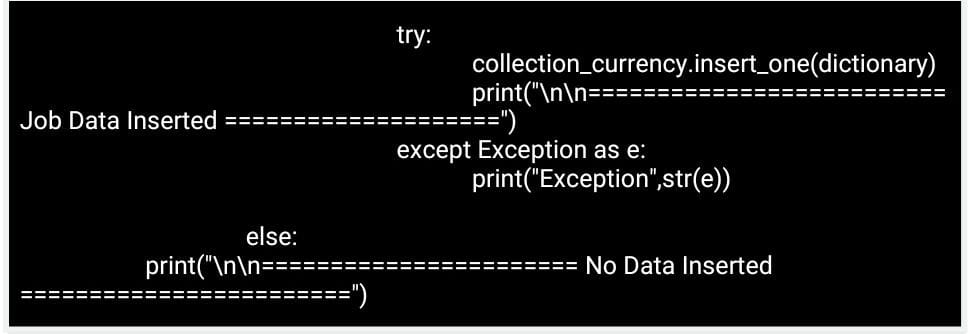 try:
collection_currency.insert_one(dictionary)
print("\n\n==========================
Job Data Inserted ====================")
except Exception as e:
print("Exception",str(e))
else:
print("\n\n======================= No Data Inserted
========================")